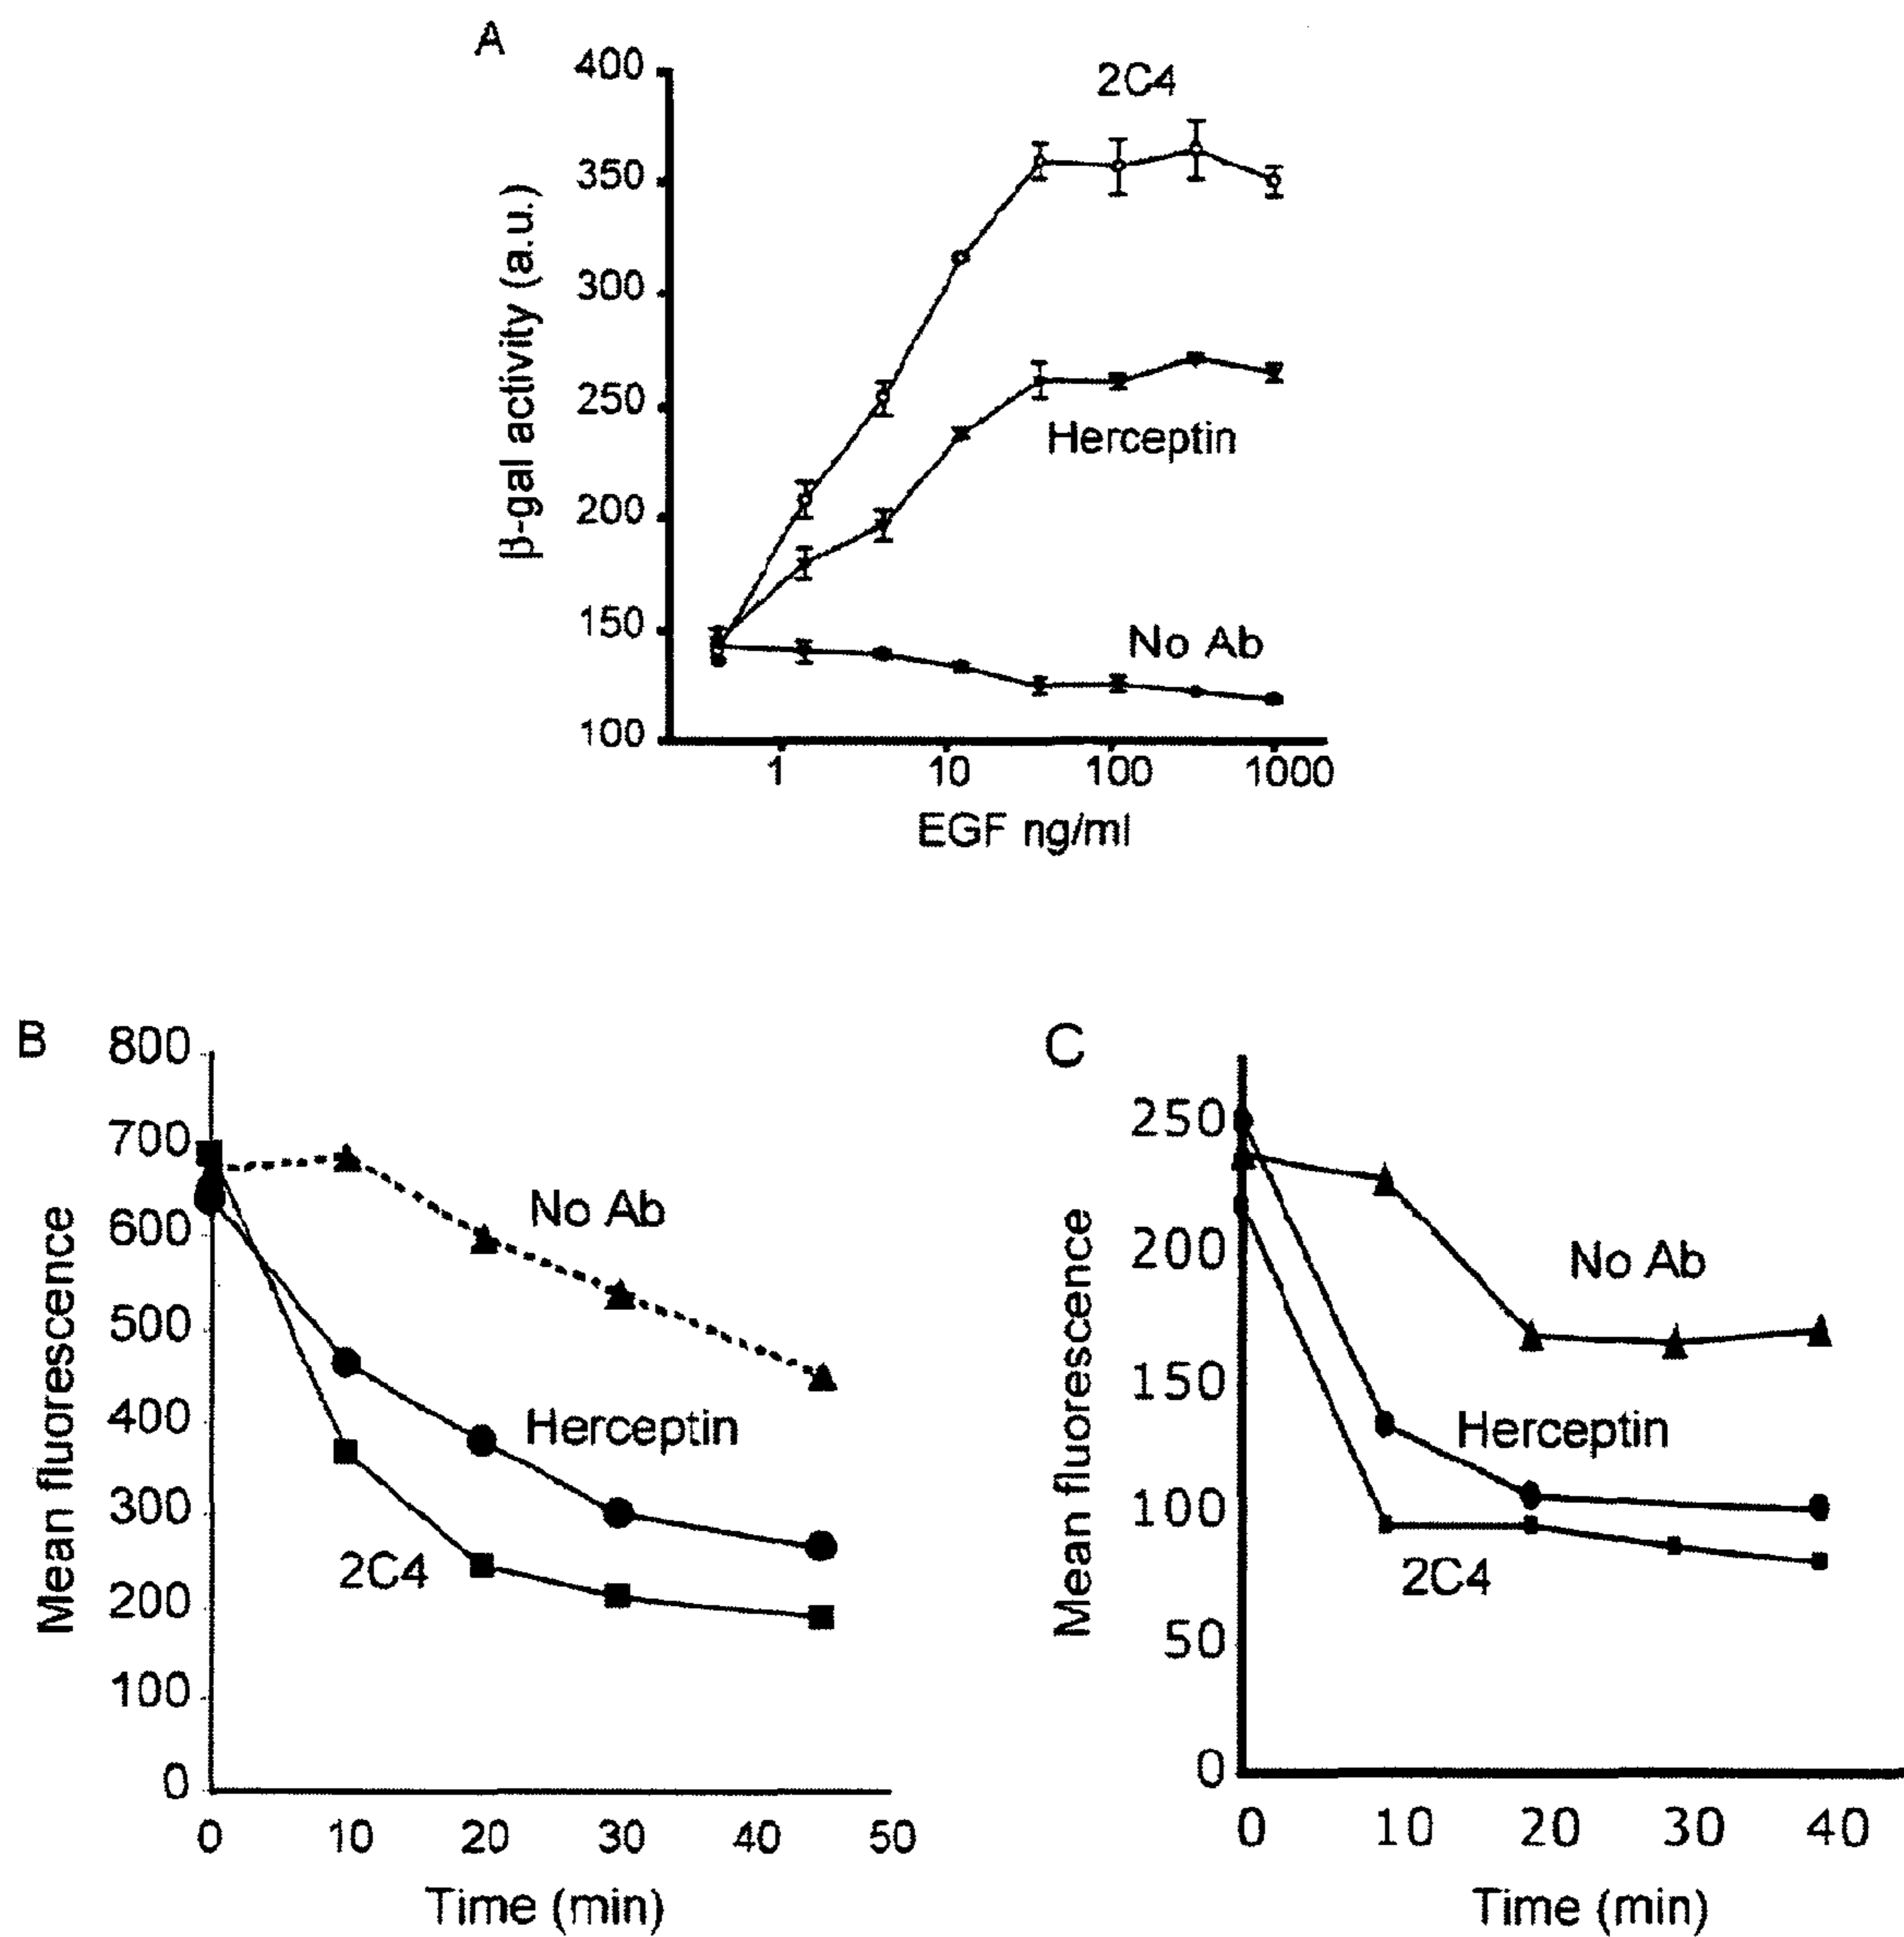 A
400
350
300
250
200
150
100
β-gal activity (a.u.)
2C4
Herceptin
No Ab
1 10 100 1000
EGF ng/ml
B
800
700
600
500
400
300
200
100
0
Mean fluorescence
No Ab
Herceptin
2C4
0 10 20 30 40 50
Time (min)
C
250
200
150
100
50
0
Mean fluorescence
No Ab
Herceptin
2C4
0 10 20 30 40
Time (min)